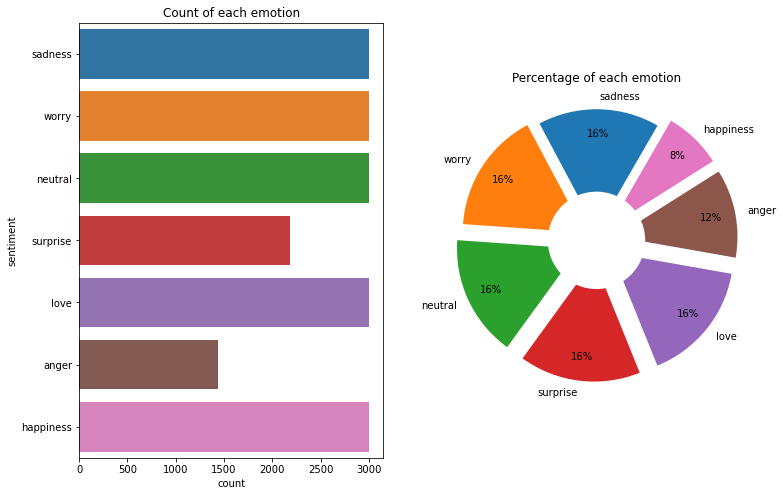 Count of each emotion
sentiment
sadness
worry
neutral
surprise
love
anger
happiness
0 500 1000 1500 2000 2500 3000
count
Percentage of each emotion
sadness
16%
happiness
8%
worry
16%
anger
12%
neutral
16%
love
16%
surprise
16%